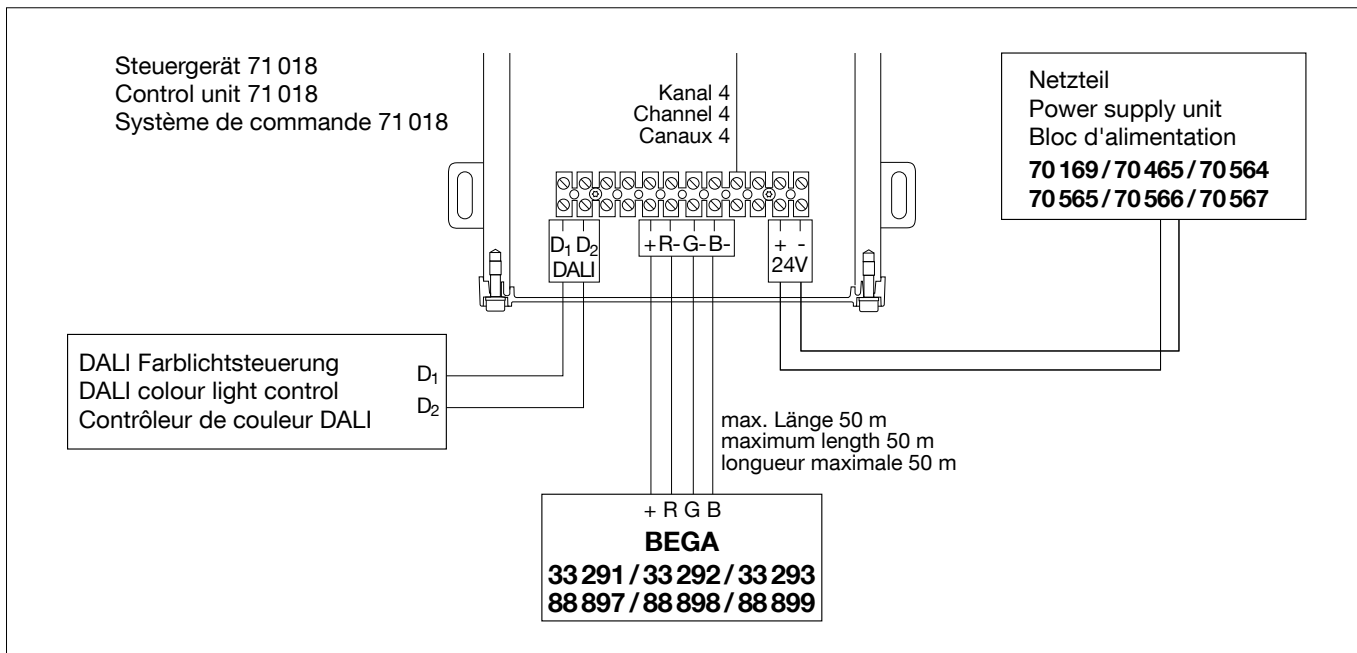 Steuergerät 71 018
Control unit 71 018
Système de commande 71 018
Kanal 4
Channel 4
Canaux 4
Netzteil
Power supply unit
Bloc d'alimentation
70 169 / 70 465 / 70 564
70 565 / 70 566 / 70 567
D1 D2
DALI
+ R- G- B-
+ -
24V
DALI Farblichtsteuerung
DALI colour light control
Contrôleur de couleur DALI
D1
D2
max. Länge 50 m
maximum length 50 m
longueur maximale 50 m
+ R G B
BEGA
33 291 / 33 292 / 33 293
88 897 / 88 898 / 88 899